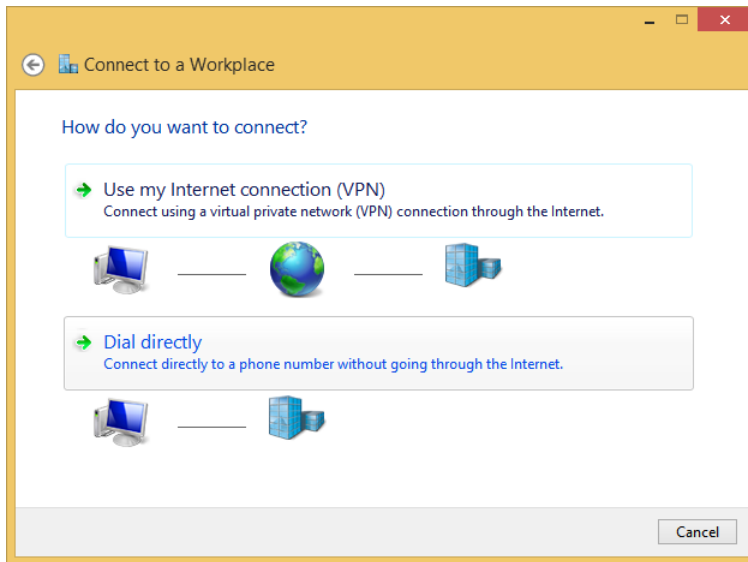 Connect to a Workplace
How do you want to connect?
Use my Internet connection (VPN)
Connect using a virtual private network (VPN) connection through the Internet.
Dial directly
Connect directly to a phone number without going through the Internet.
Cancel